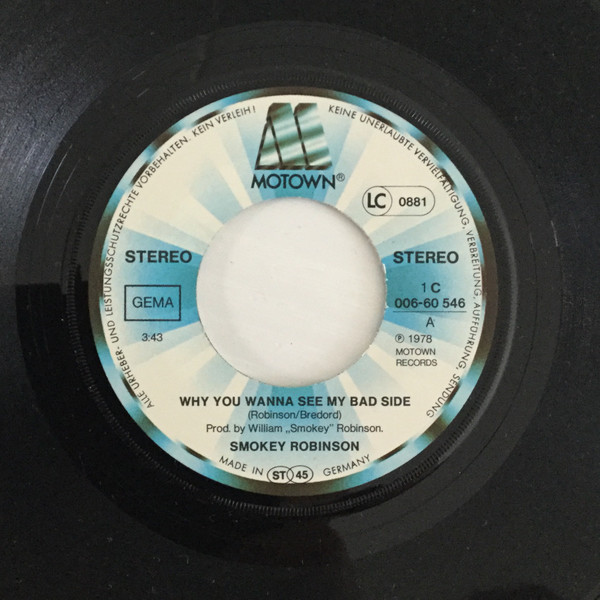 ALLE URHEBER- UND LEISTUNGSSCHUTZRECHTE VORBEHALTEN. KEIN VERLEIH! KEINE UNERLAUBTE VERVIELFÄLTIGUNG, VERBREITUNG, AUFFÜHRUNG, SENDUNG
MOTOWN®
LC 0881
STEREO
STEREO
GEMA
1 C
006-60 546
A
3:43
Ⓟ 1978
MOTOWN
RECORDS
WHY YOU WANNA SEE MY BAD SIDE
(Robinson/Bredord)
Prod. by William „Smokey" Robinson.
SMOKEY ROBINSON
MADE IN ST 45 GERMANY